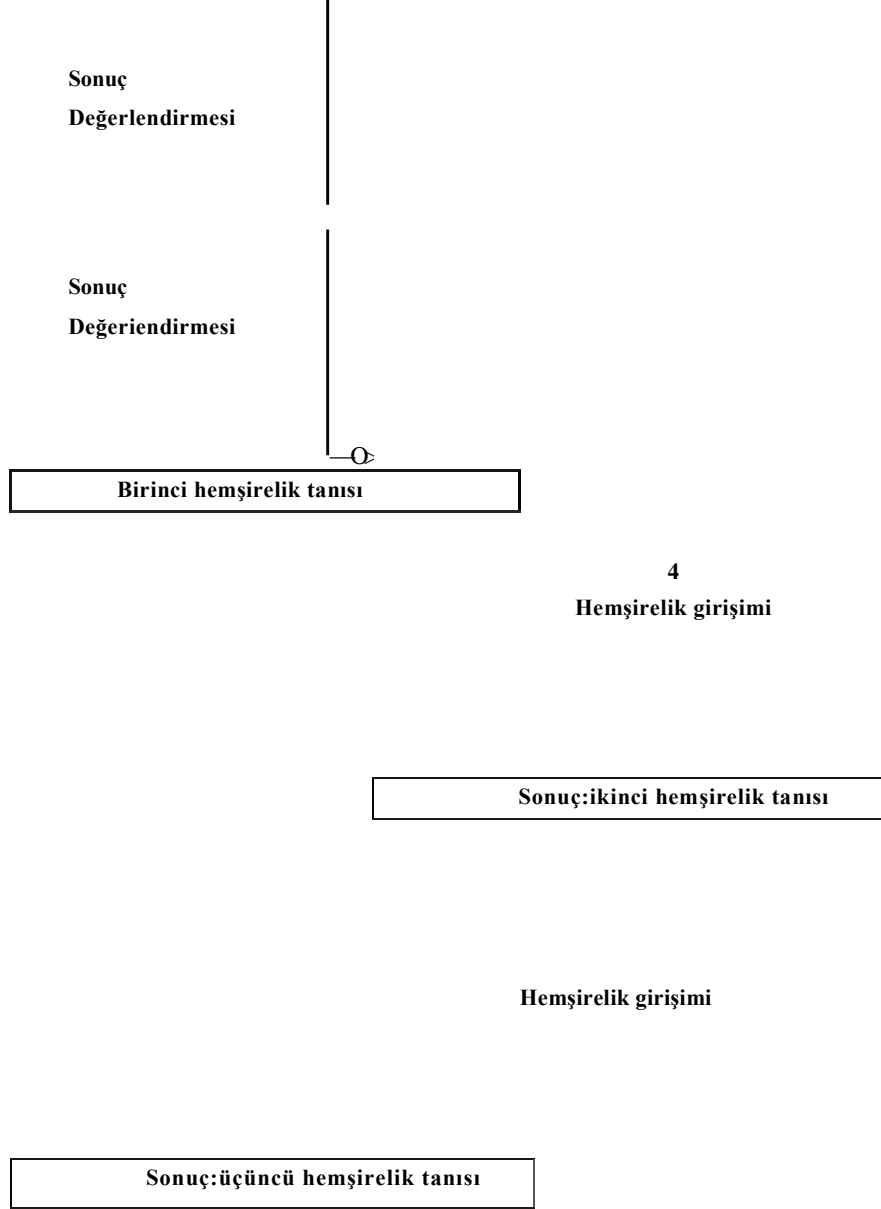 Sonuç
Değerlendirmesi
Sonuç
Değeriendirmesi
Birinci hemşirelik tanısı
4
Hemşirelik girişimi
Sonuç:ikinci hemşirelik tanısı
Hemşirelik girişimi
Sonuç:üçüncü hemşirelik tanısı